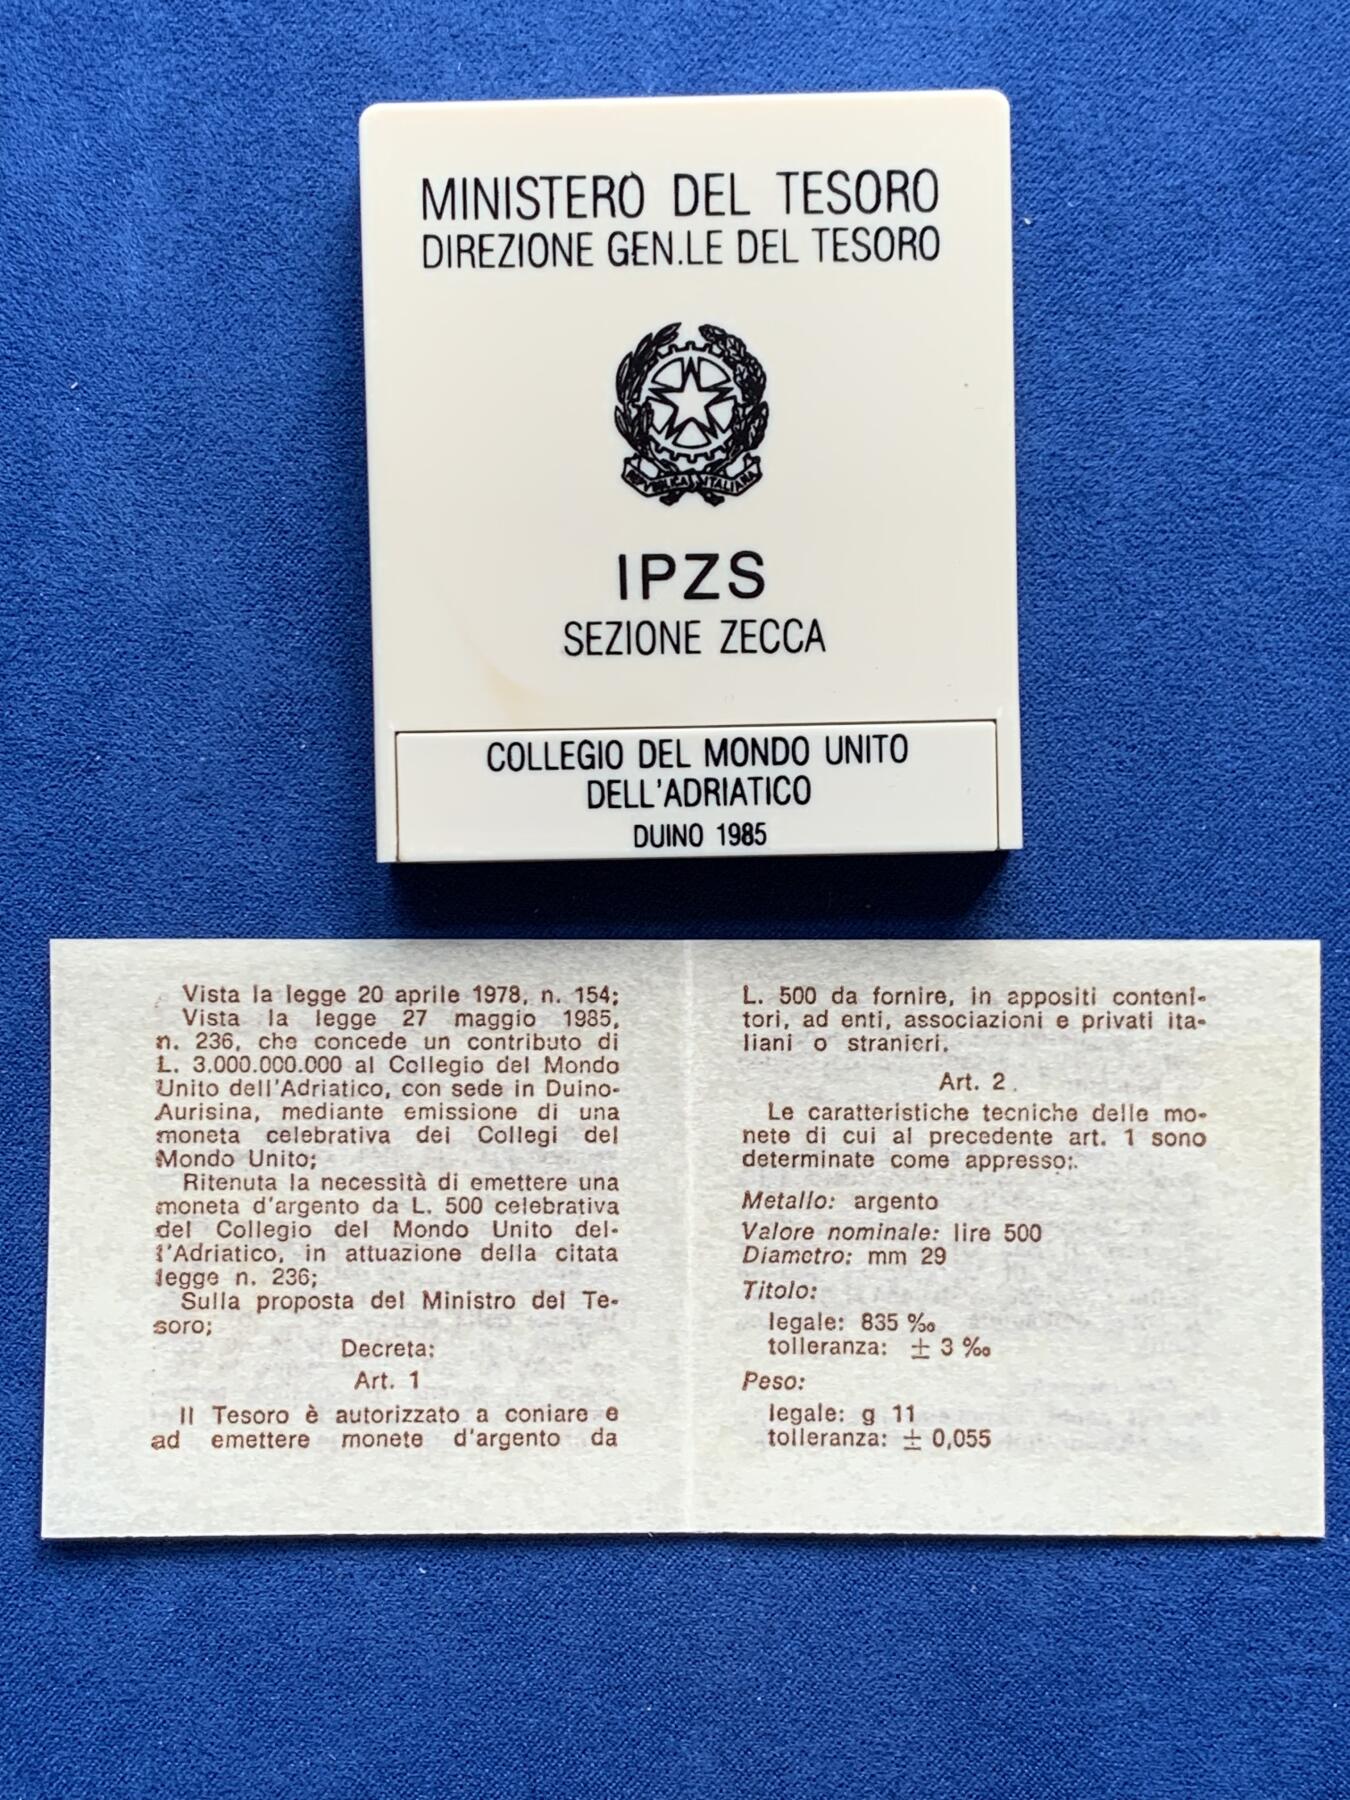 MINISTERO DEL TESORO
DIREZIONE GEN.LE DEL TESORO
REPVBBLICA ITALIANA
IPZS
SEZIONE ZECCA
COLLEGIO DEL MONDO UNITO
DELL'ADRIATICO
DUINO 1985
Vista la legge 20 aprile 1978, n. 154;
Vista la legge 27 maggio 1985,
n. 236, che concede un contributo di
L. 3.000.000.000 al Collegio del Mondo
Unito dell'Adriatico, con sede in Duino-
Aurisina, mediante emissione di una
moneta celebrativa dei Collegi del
Mondo Unito;
Ritenuta la necessità di emettere una
moneta d'argento da L. 500 celebrativa
del Collegio del Mondo Unito del-
l'Adriatico, in attuazione della citata
legge n. 236;
Sulla proposta del Ministro del Te-
soro;
Decreta:
Art. 1
Il Tesoro è autorizzato a coniare e
ad emettere monete d'argento da
L. 500 da fornire, in appositi conteni-
tori, ad enti, associazioni e privati ita-
liani o stranieri.
Art. 2.
Le caratteristiche tecniche delle mo-
nete di cui al precedente art. 1 sono
determinate come appresso:
Metallo: argento
Valore nominale: lire 500
Diametro: mm 29
Titolo:
legale: 835 ‰
tolleranza: ± 3 ‰
Peso:
legale: g 11
tolleranza: ± 0,055